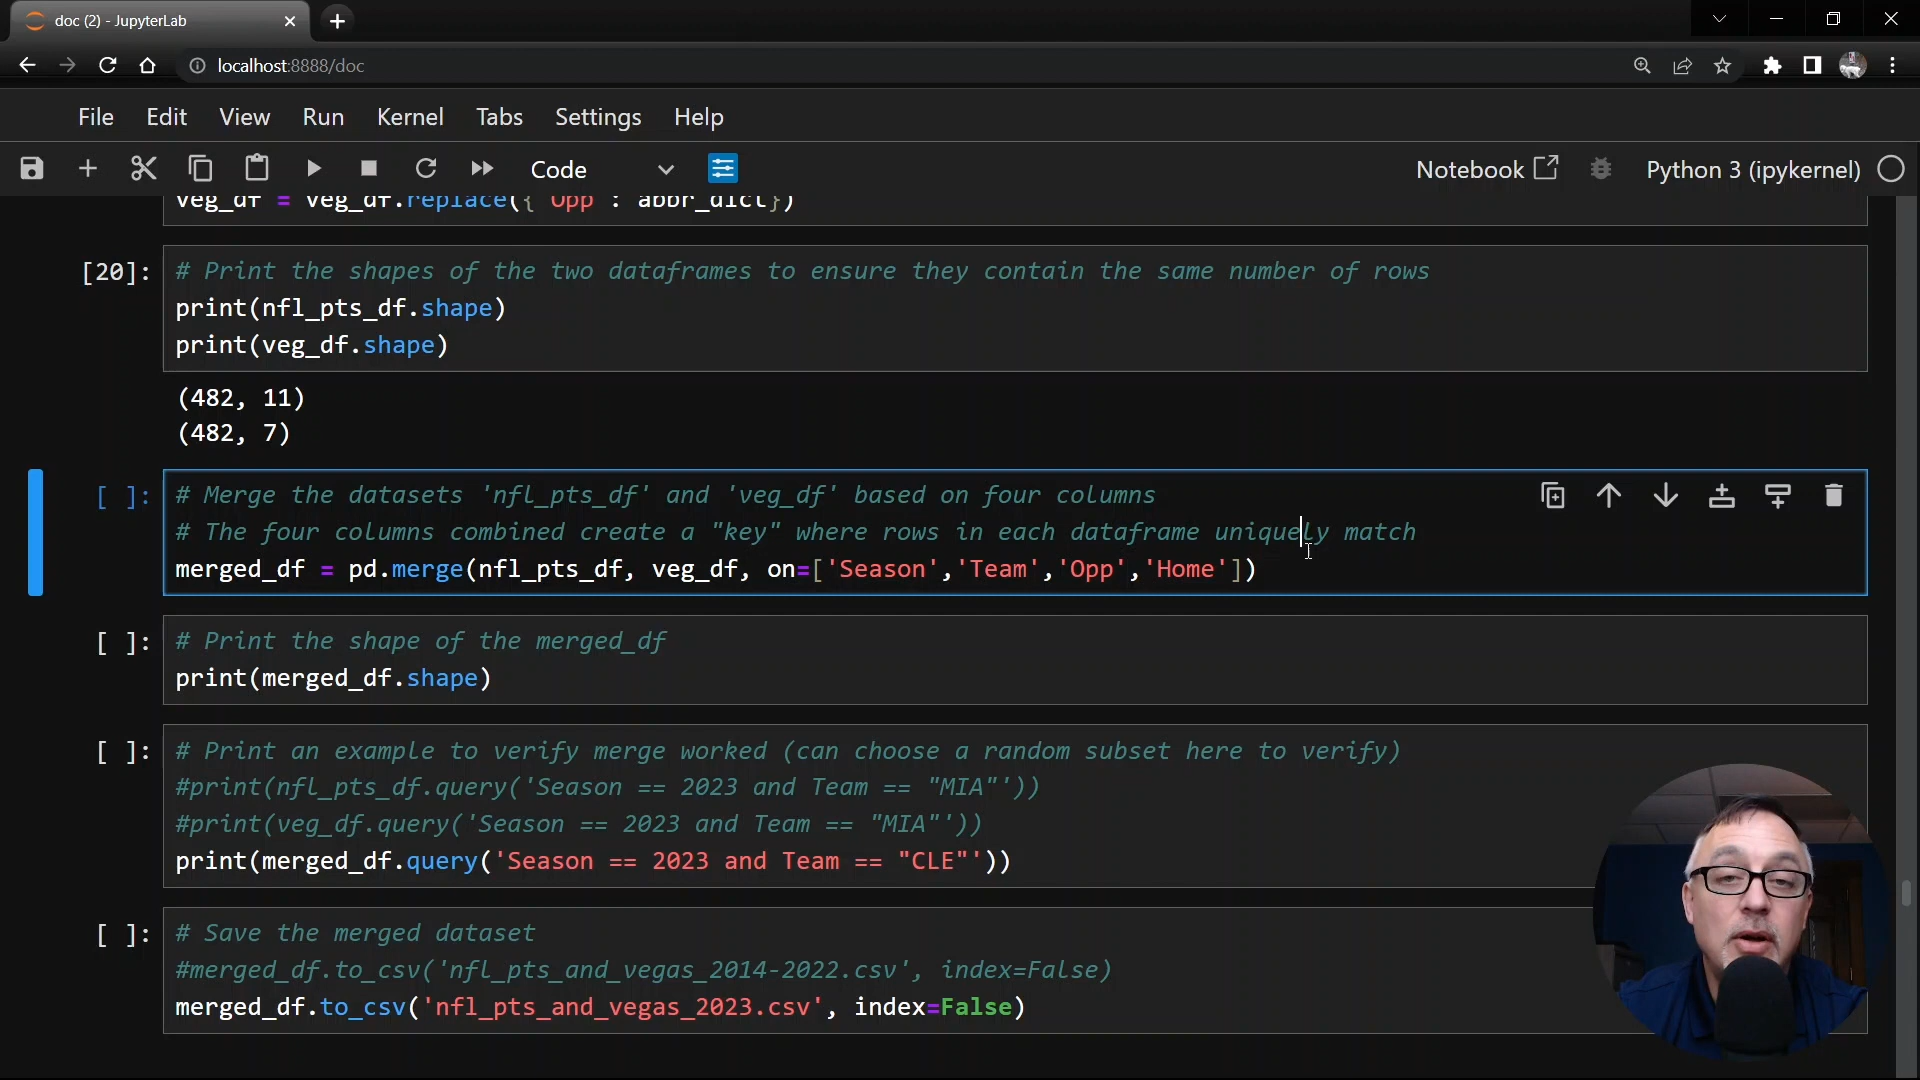 doc (2) - JupyterLab
localhost:8888/doc
File Edit View Run Kernel Tabs Settings Help
Code Notebook Python 3 (ipykernel)
veg_df = veg_df.replace({'Opp' : abbr_dict})
[20]: # Print the shapes of the two dataframes to ensure they contain the same number of rows
print(nfl_pts_df.shape)
print(veg_df.shape)
(482, 11)
(482, 7)
[ ]: # Merge the datasets 'nfl_pts_df' and 'veg_df' based on four columns
# The four columns combined create a "key" where rows in each dataframe uniquely match
merged_df = pd.merge(nfl_pts_df, veg_df, on=['Season','Team','Opp','Home'])
[ ]: # Print the shape of the merged_df
print(merged_df.shape)
[ ]: # Print an example to verify merge worked (can choose a random subset here to verify)
#print(nfl_pts_df.query('Season == 2023 and Team == "MIA"'))
#print(veg_df.query('Season == 2023 and Team == "MIA"'))
print(merged_df.query('Season == 2023 and Team == "CLE"'))
[ ]: # Save the merged dataset
#merged_df.to_csv('nfl_pts_and_vegas_2014-2022.csv', index=False)
merged_df.to_csv('nfl_pts_and_vegas_2023.csv', index=False)